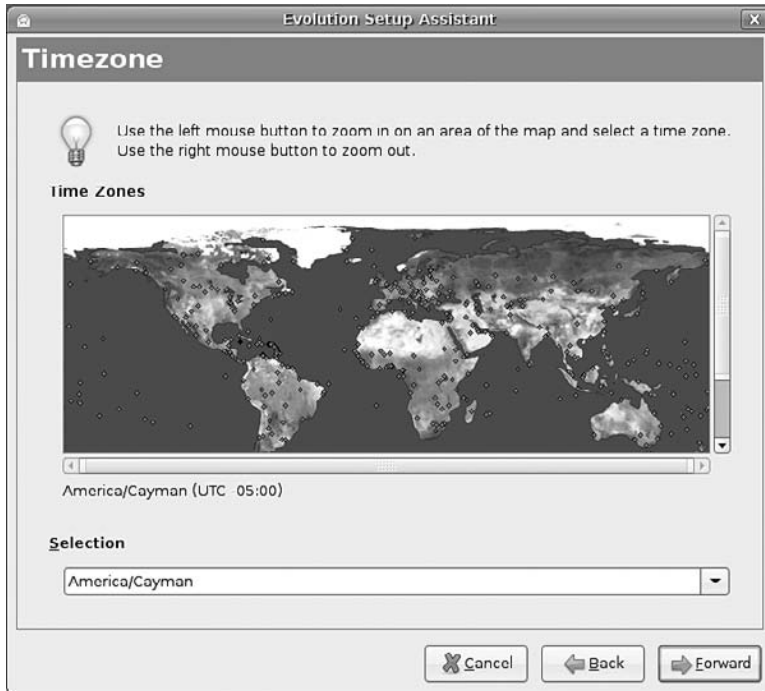 Evolution Setup Assistant
Timezone
Use the left mouse button to zoom in on an area of the map and select a time zone.
Use the right mouse button to zoom out.
Time Zones
America/Cayman (UTC -05:00)
Selection
America/Cayman
Cancel
Back
Forward